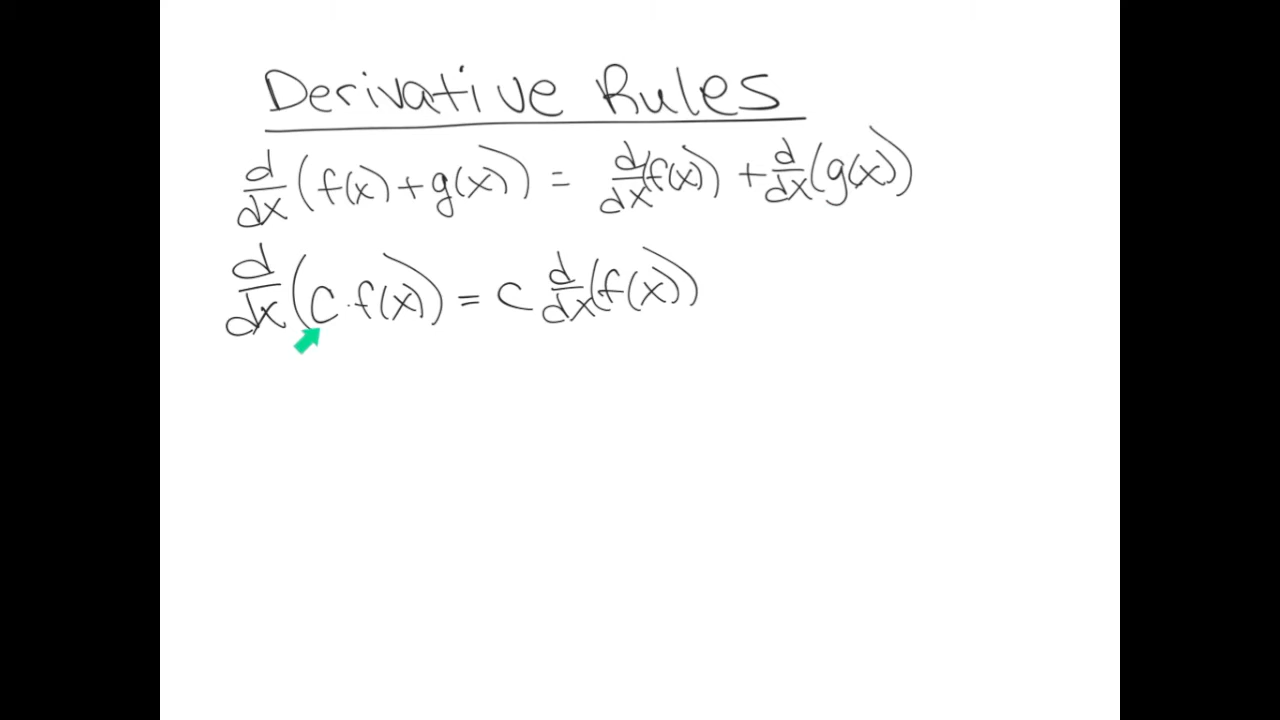 Derivative Rules
d/dx (f(x) + g(x)) = d/dx (f(x)) + d/dx (g(x))
d/dx (C · f(x)) = C d/dx (f(x))